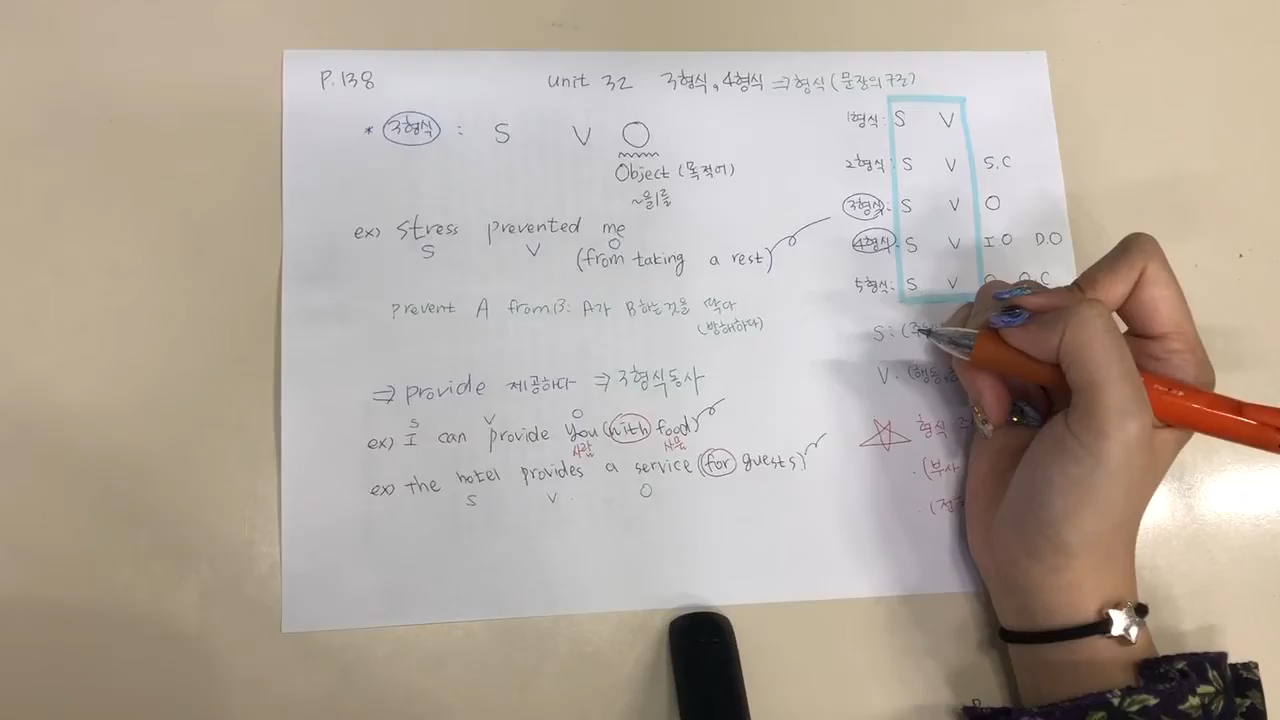 P. 138
unit 32 3형식, 4형식 ⇒ 형식 (문장의 구조)
* 3형식 : S V O
Object (목적어)
~을/를
ex) stress prevented me
S V O
(from taking a rest)
prevent A from B: A가 B하는것을 막다
(방해하다)
⇒ provide 제공하다 ⇒ 3형식동사
S V O
ex) I can provide you (with food)
사람 사물
ex) the hotel provides a service (for guests)
S V O
1형식: S V
2형식: S V S.C
3형식: S V O
4형식: S V I.O D.O
5형식: S V O O.C
S: (
V. (행동,
☆ 형식
. (부사
. (전